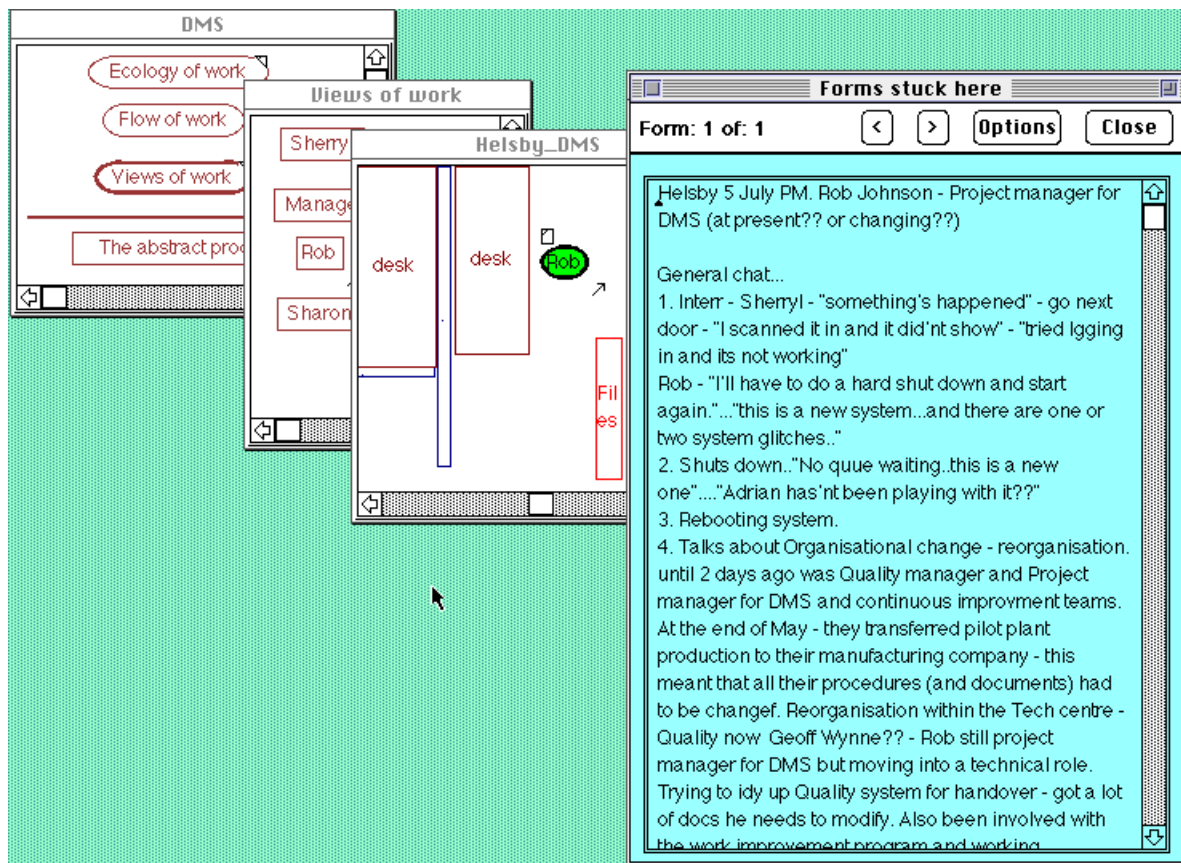 DMS
Ecology of work
Flow of work
Views of work
The abstract proc
Views of work
Sherry
Manage
Rob
Sharon
Helsby_DMS
desk
desk
Rob
Fil
es
Forms stuck here
Form: 1 of: 1
< > Options Close
Helsby 5 July PM. Rob Johnson - Project manager for
DMS (at present?? or changing??)
General chat...
1. Interr - Sherryl - "something's happened" - go next
door - "I scanned it in and it did'nt show" - "tried lgging
in and its not working"
Rob - "I'll have to do a hard shut down and start
again."..."this is a new system...and there are one or
two system glitches.."
2. Shuts down.."No quue waiting..this is a new
one"...."Adrian has'nt been playing with it??"
3. Rebooting system.
4. Talks about Organisational change - reorganisation.
until 2 days ago was Quality manager and Project
manager for DMS and continuous improvment teams.
At the end of May - they transferred pilot plant
production to their manufacturing company - this
meant that all their procedures (and documents) had
to be changef. Reorganisation within the Tech centre -
Quality now Geoff Wynne?? - Rob still project
manager for DMS but moving into a technical role.
Trying to idy up Quality system for handover - got a lot
of docs he needs to modify. Also been involved with
the work improvement program and working